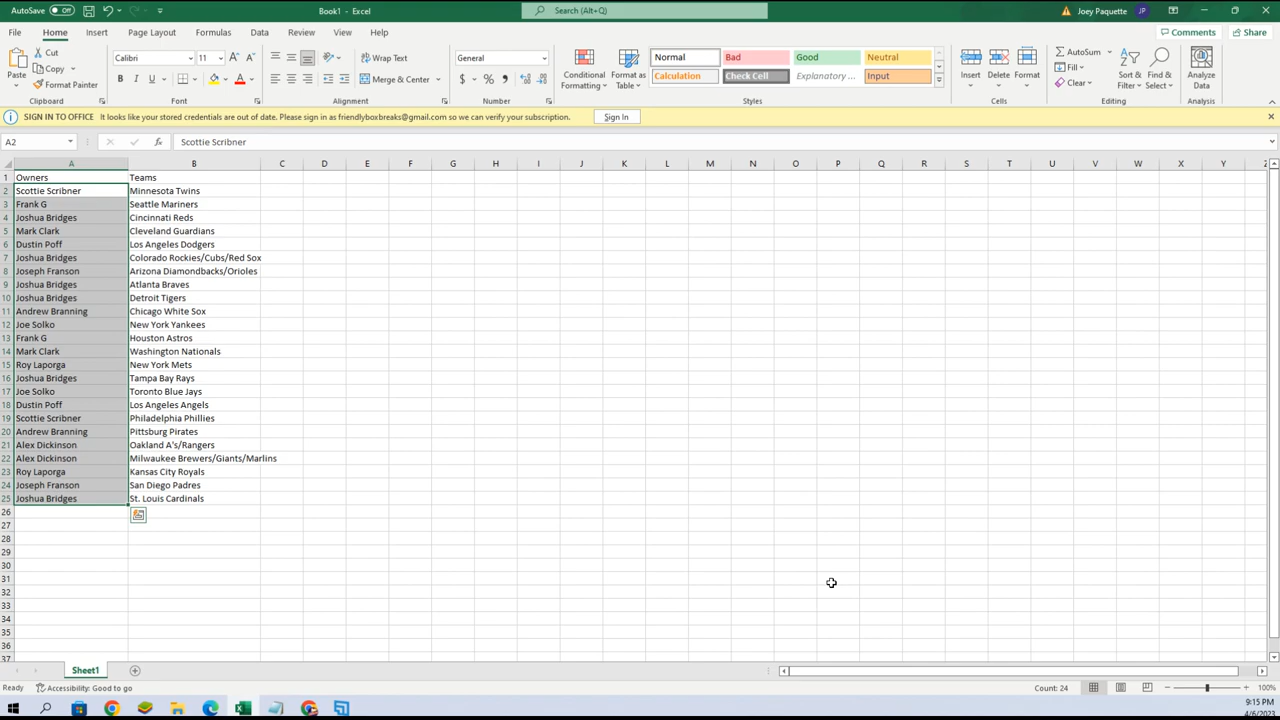 AutoSave Off Book1 - Excel Search (Alt+Q) Joey Paquette JP
File Home Insert Page Layout Formulas Data Review View Help Comments Share
Paste Cut Copy Format Painter Clipboard
Calibri 11 B I U Font
Wrap Text Merge & Center Alignment
General $ % , Number
Conditional Formatting Format as Table
Normal Bad Good Neutral
Calculation Check Cell Explanatory ... Input
Styles
Insert Delete Format Cells
AutoSum Fill Clear Sort & Filter Find & Select Editing
Analyze Data Analysis
SIGN IN TO OFFICE It looks like your stored credentials are out of date. Please sign in as friendlyboxbreaks@gmail.com so we can verify your subscription. Sign In
A2 fx Scottie Scribner
A B C D E F G H I J K L M N O P Q R S T U V W X Y Z
1 Owners Teams
2 Scottie Scribner Minnesota Twins
3 Frank G Seattle Mariners
4 Joshua Bridges Cincinnati Reds
5 Mark Clark Cleveland Guardians
6 Dustin Poff Los Angeles Dodgers
7 Joshua Bridges Colorado Rockies/Cubs/Red Sox
8 Joseph Franson Arizona Diamondbacks/Orioles
9 Joshua Bridges Atlanta Braves
10 Joshua Bridges Detroit Tigers
11 Andrew Branning Chicago White Sox
12 Joe Solko New York Yankees
13 Frank G Houston Astros
14 Mark Clark Washington Nationals
15 Roy Laporga New York Mets
16 Joshua Bridges Tampa Bay Rays
17 Joe Solko Toronto Blue Jays
18 Dustin Poff Los Angeles Angels
19 Scottie Scribner Philadelphia Phillies
20 Andrew Branning Pittsburg Pirates
21 Alex Dickinson Oakland A's/Rangers
22 Alex Dickinson Milwaukee Brewers/Giants/Marlins
23 Roy Laporga Kansas City Royals
24 Joseph Franson San Diego Padres
25 Joshua Bridges St. Louis Cardinals
26
27
28
29
30
31
32
33
34
35
36
37
Sheet1
Ready Accessibility: Good to go Count: 24 100%
9:15 PM
4/6/2023